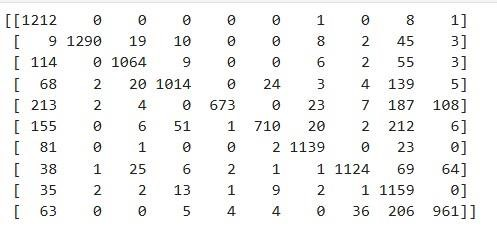 [[1212 0 0 0 0 0 1 0 8 1]
[ 9 1290 19 10 0 0 8 2 45 3]
[ 114 0 1064 9 0 0 6 2 55 3]
[ 68 2 20 1014 0 24 3 4 139 5]
[ 213 2 4 0 673 0 23 7 187 108]
[ 155 0 6 51 1 710 20 2 212 6]
[ 81 0 1 0 0 2 1139 0 23 0]
[ 38 1 25 6 2 1 1 1124 69 64]
[ 35 2 2 13 1 9 2 1 1159 0]
[ 63 0 0 5 4 4 0 36 206 961]]